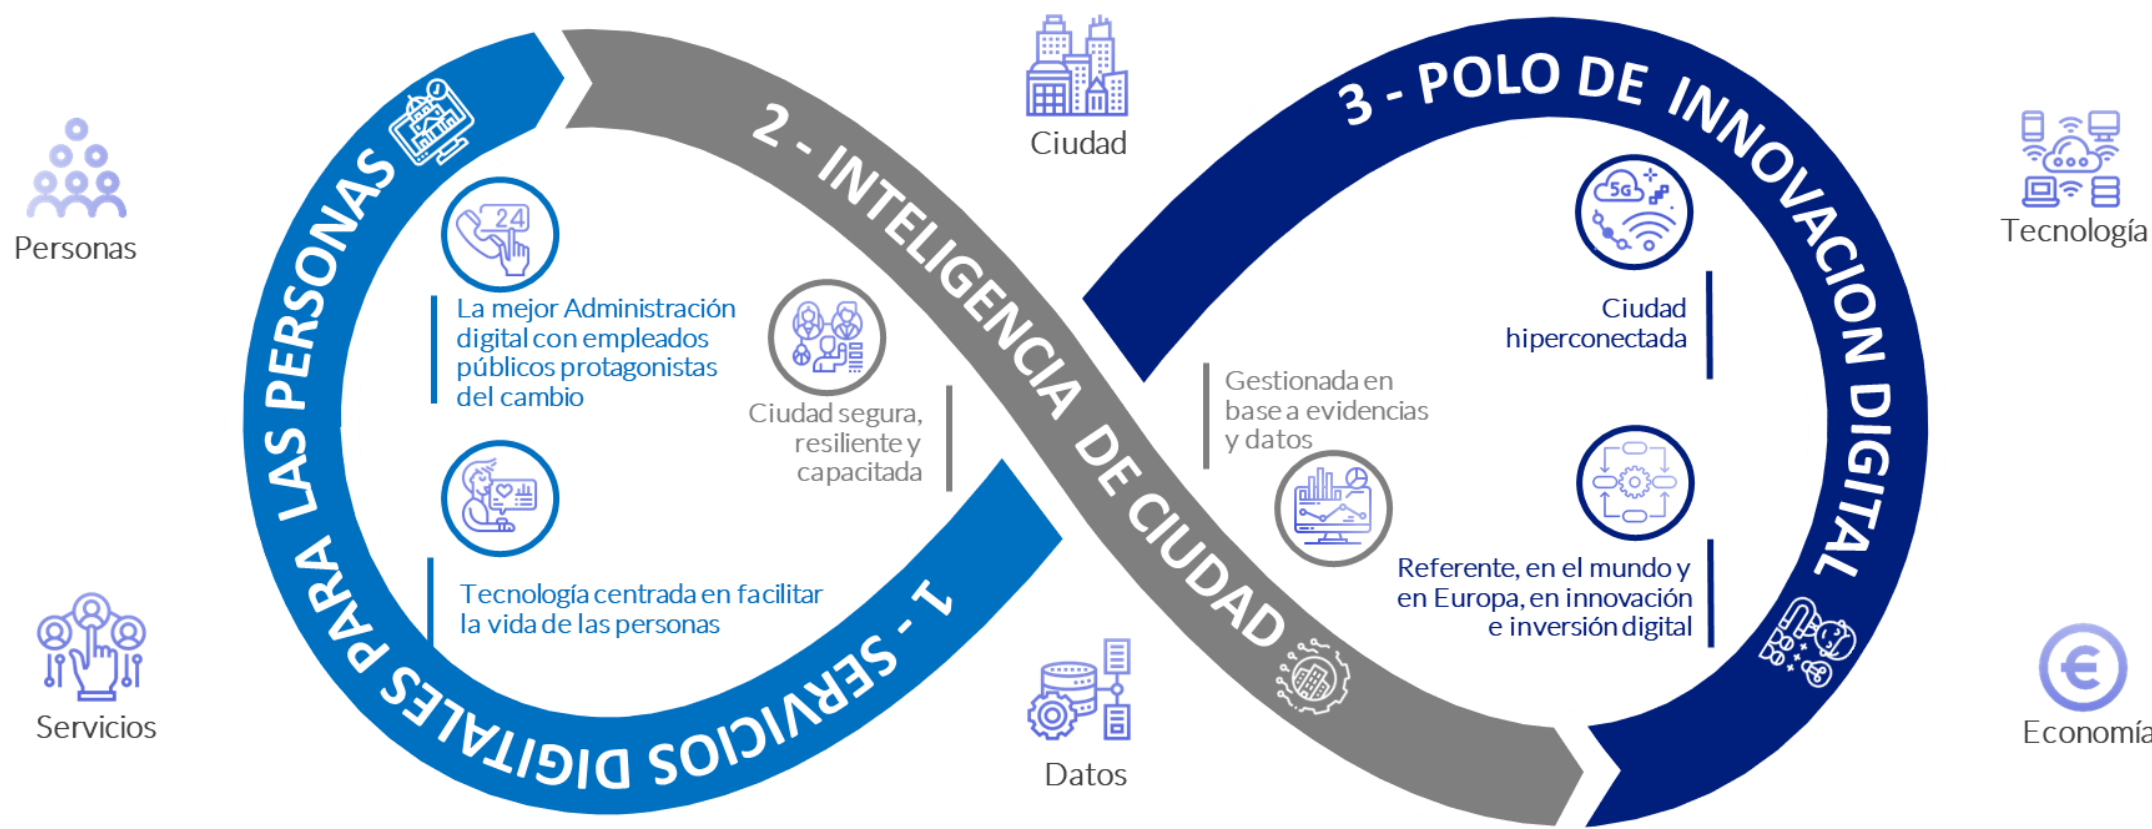 Personas
Servicios
1 - SERVICIOS DIGITALES PARA LAS PERSONAS
24
La mejor Administración
digital con empleados
públicos protagonistas
del cambio
Tecnología centrada en facilitar
la vida de las personas
2 - INTELIGENCIA DE CIUDAD
Ciudad segura,
resiliente y
capacitada
Gestionada en
base a evidencias
y datos
Ciudad
Datos
3 - POLO DE INNOVACION DIGITAL
5G
Ciudad
hiperconectada
Referente, en el mundo y
en Europa, en innovación
e inversión digital
Tecnología
€
Economía